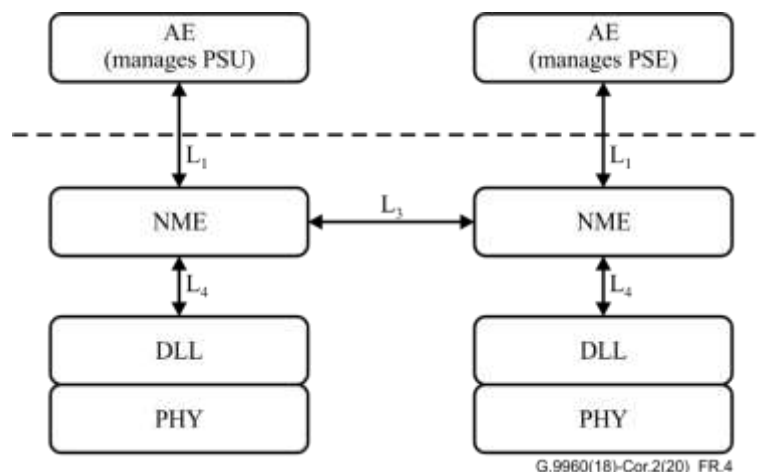 AE
(manages PSU)
AE
(manages PSE)
L₁
L₁
NME
L₃
NME
L₄
L₄
DLL
DLL
PHY
PHY
G.9960(18)-Cor.2(20)_FR.4